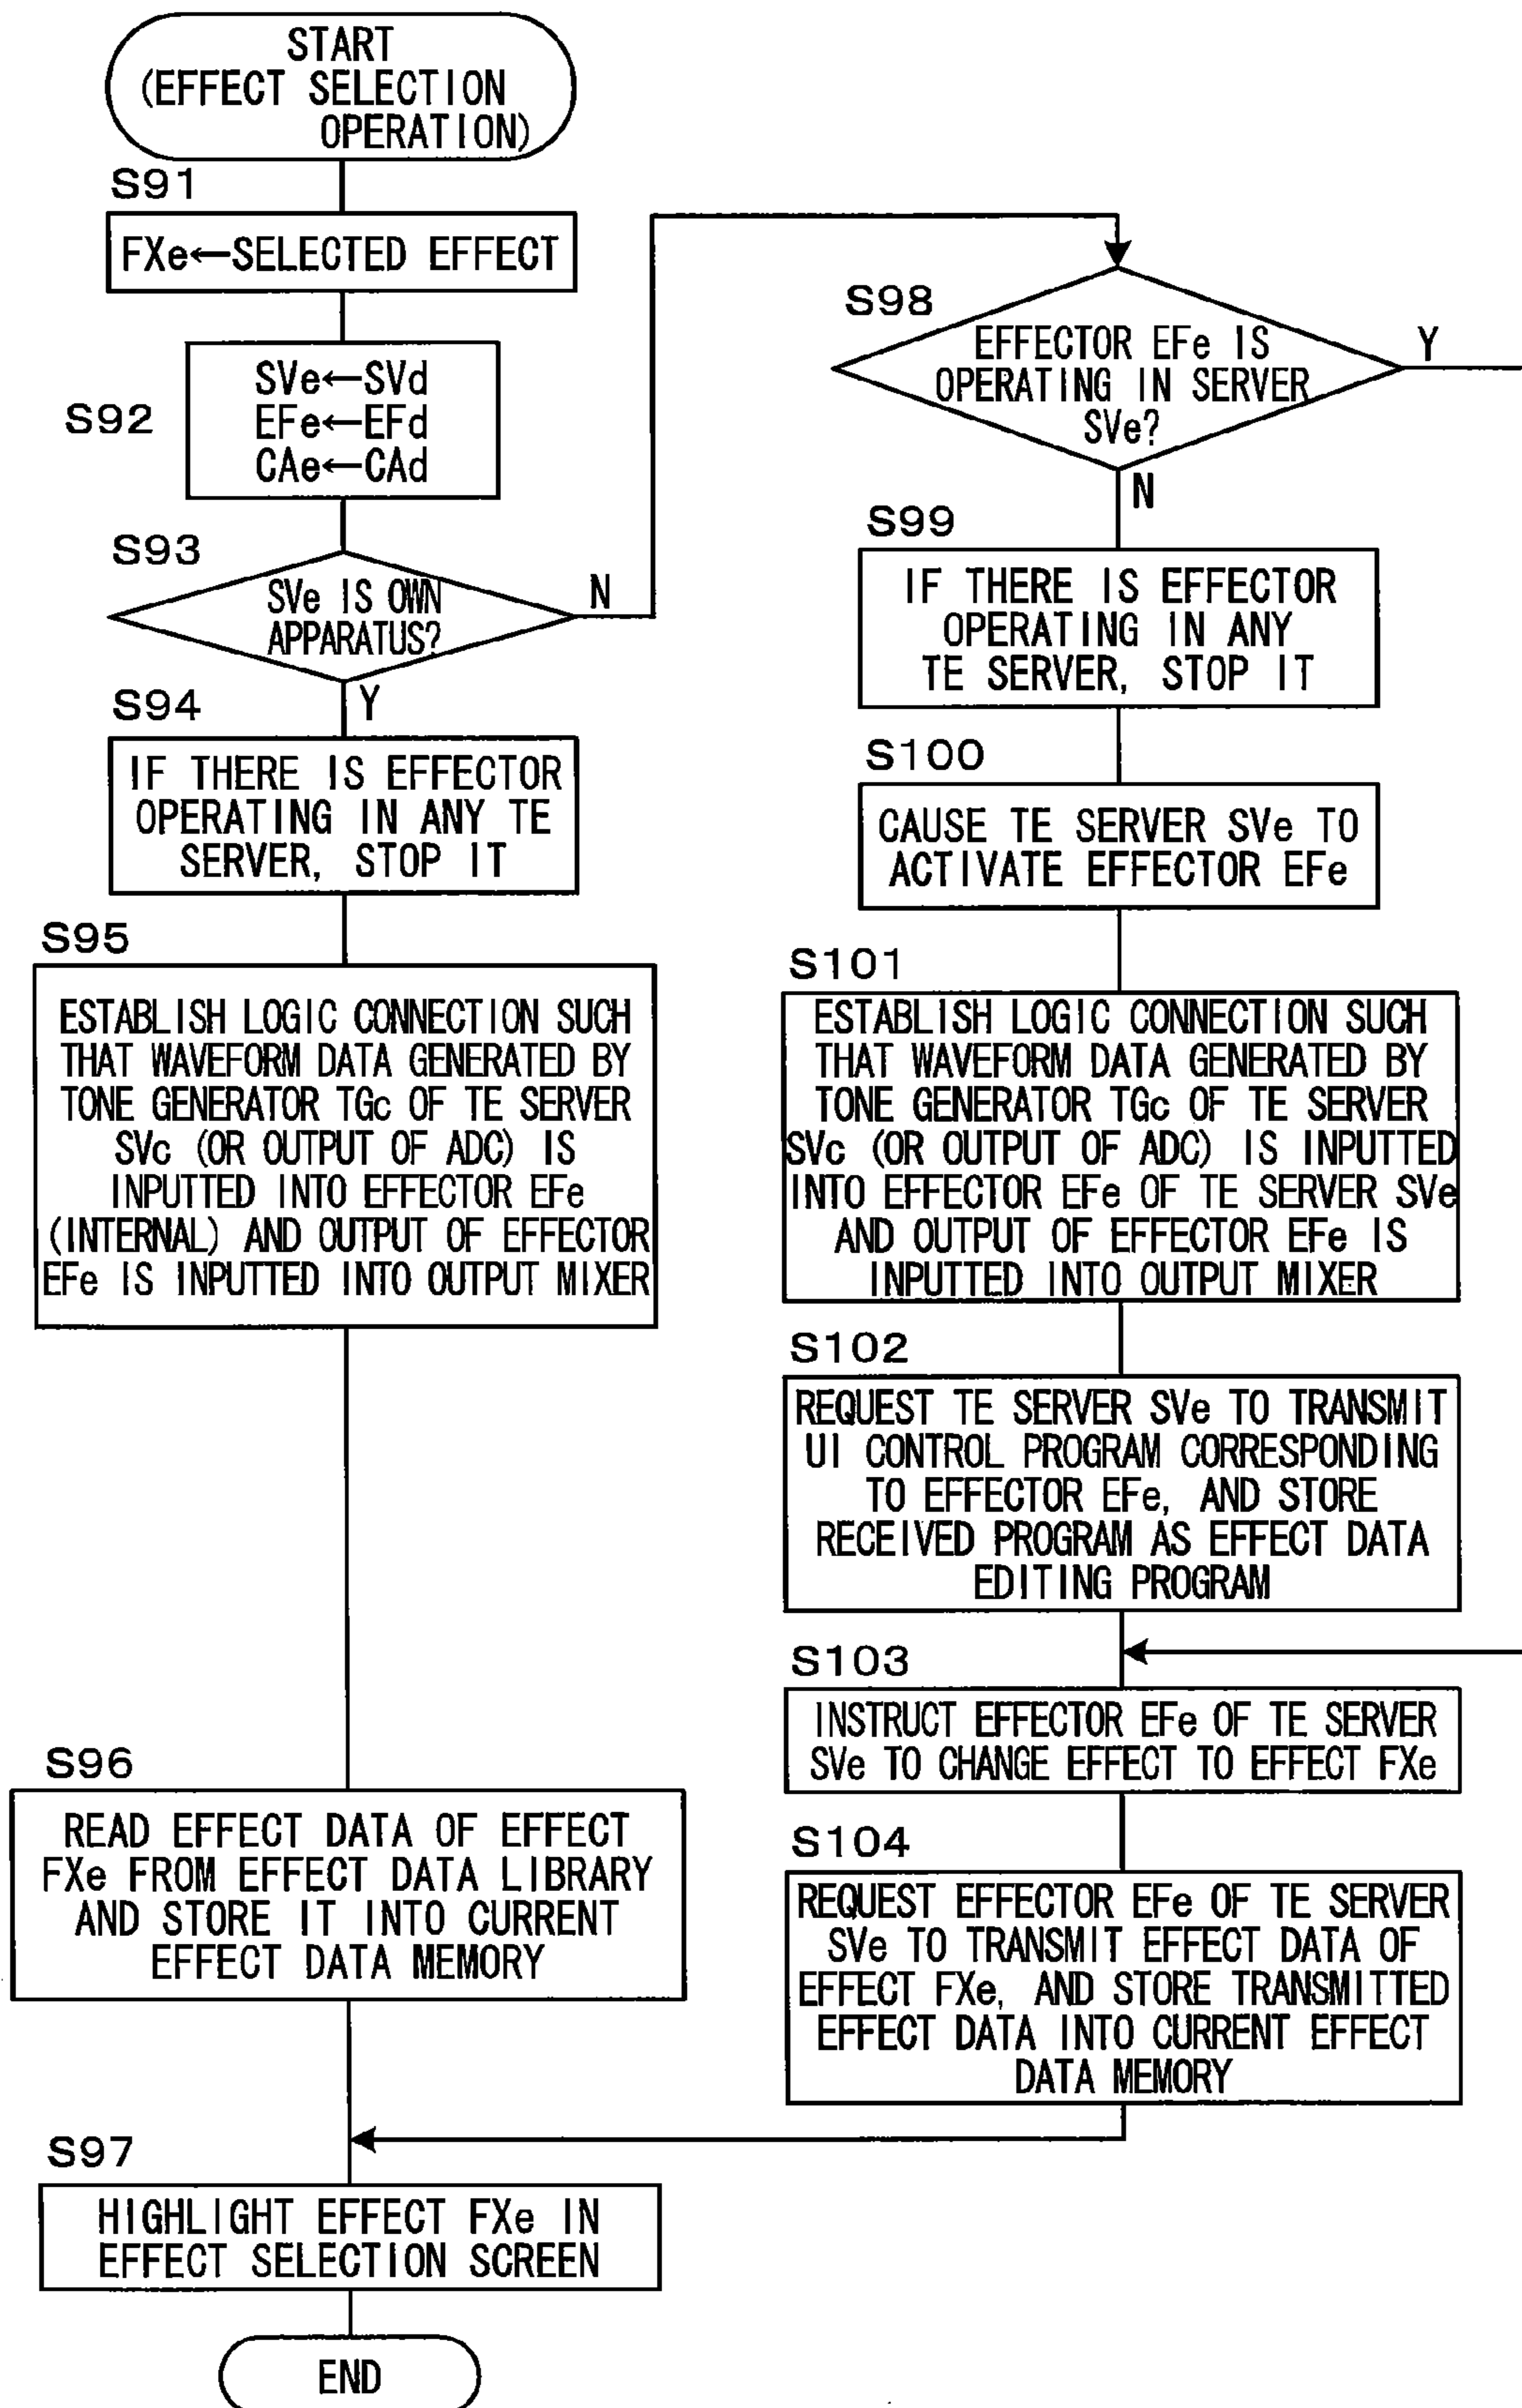 START
(EFFECT SELECTION
OPERATION)
S91
FXe←SELECTED EFFECT
S92
SVe←SVd
EFe←EFd
CAe←CAd
S93
SVe IS OWN
APPARATUS?
N
Y
S94
IF THERE IS EFFECTOR
OPERATING IN ANY TE
SERVER, STOP IT
S95
ESTABLISH LOGIC CONNECTION SUCH
THAT WAVEFORM DATA GENERATED BY
TONE GENERATOR TGc OF TE SERVER
SVc (OR OUTPUT OF ADC) IS
INPUTTED INTO EFFECTOR EFe
(INTERNAL) AND OUTPUT OF EFFECTOR
EFe IS INPUTTED INTO OUTPUT MIXER
S96
READ EFFECT DATA OF EFFECT
FXe FROM EFFECT DATA LIBRARY
AND STORE IT INTO CURRENT
EFFECT DATA MEMORY
S97
HIGHLIGHT EFFECT FXe IN
EFFECT SELECTION SCREEN
END
S98
EFFECTOR EFe IS
OPERATING IN SERVER
SVe?
Y
N
S99
IF THERE IS EFFECTOR
OPERATING IN ANY
TE SERVER, STOP IT
S100
CAUSE TE SERVER SVe TO
ACTIVATE EFFECTOR EFe
S101
ESTABLISH LOGIC CONNECTION SUCH
THAT WAVEFORM DATA GENERATED BY
TONE GENERATOR TGc OF TE SERVER
SVc (OR OUTPUT OF ADC) IS INPUTTED
INTO EFFECTOR EFe OF TE SERVER SVe
AND OUTPUT OF EFFECTOR EFe IS
INPUTTED INTO OUTPUT MIXER
S102
REQUEST TE SERVER SVe TO TRANSMIT
UI CONTROL PROGRAM CORRESPONDING
TO EFFECTOR EFe, AND STORE
RECEIVED PROGRAM AS EFFECT DATA
EDITING PROGRAM
S103
INSTRUCT EFFECTOR EFe OF TE SERVER
SVe TO CHANGE EFFECT TO EFFECT FXe
S104
REQUEST EFFECTOR EFe OF TE SERVER
SVe TO TRANSMIT EFFECT DATA OF
EFFECT FXe, AND STORE TRANSMITTED
EFFECT DATA INTO CURRENT EFFECT
DATA MEMORY